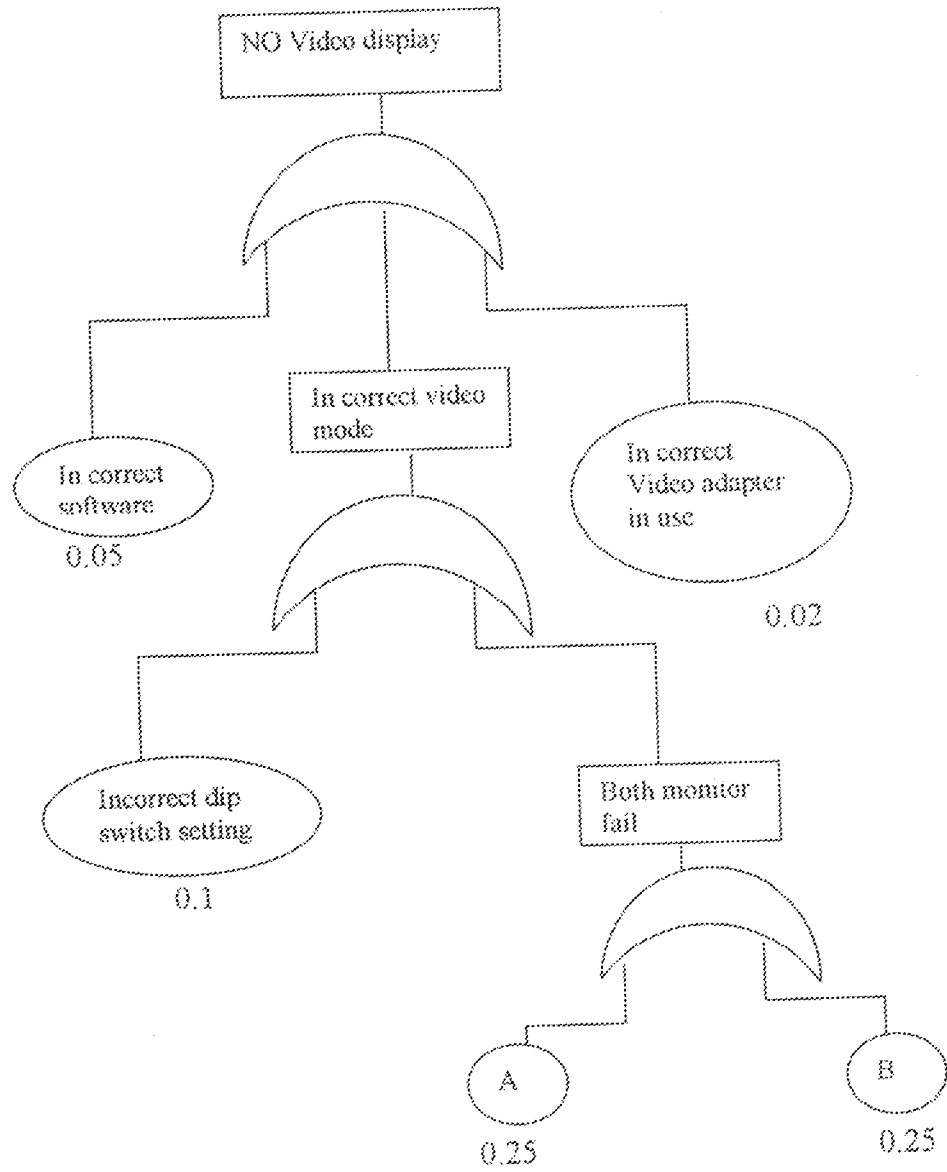 NO Video display
In correct video
mode
In correct
software
0.05
In correct
Video adapter
in use
0.02
Incorrect dip
switch setting
0.1
Both monitor
fail
A
0.25
B
0.25